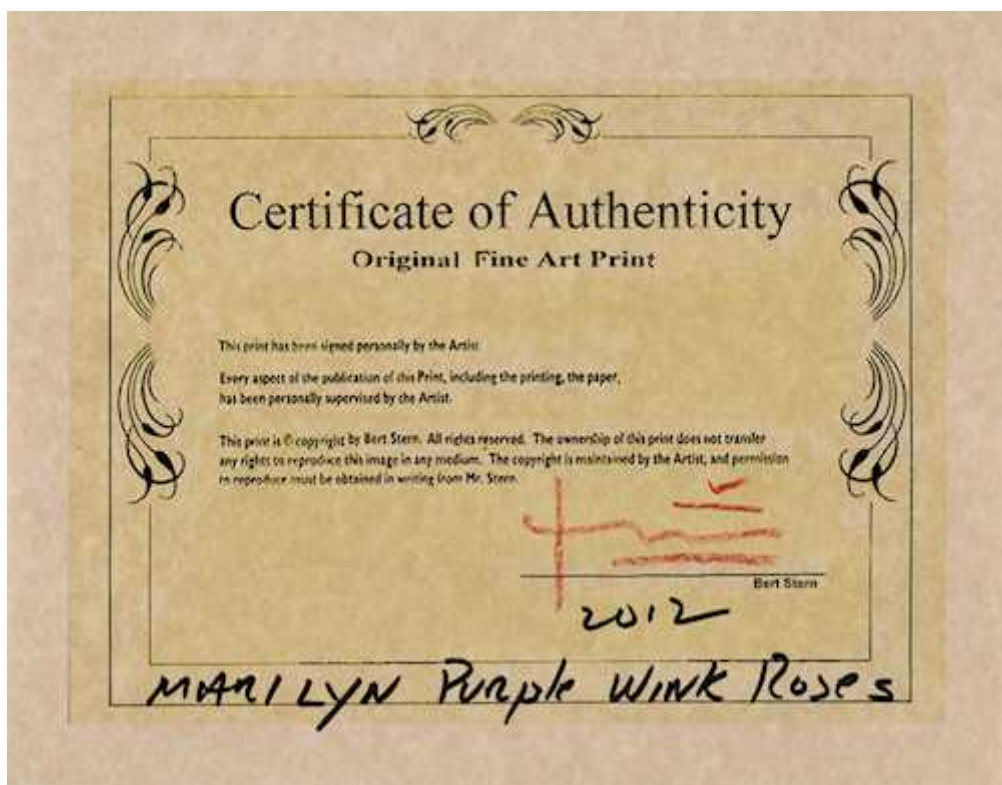 Certificate of Authenticity
Original Fine Art Print
This print has been signed personally by the Artist
Every aspect of the publication of this Print, including the printing, the paper,
has been personally supervised by the Artist.
This print is © copyright by Bert Stern. All rights reserved. The ownership of this print does not transfer
any rights to reproduce this image in any medium. The copyright is maintained by the Artist, and permission
to reproduce must be obtained in writing from Mr. Stern.
Bert Stern
2012
MARILYN Purple WINK Roses